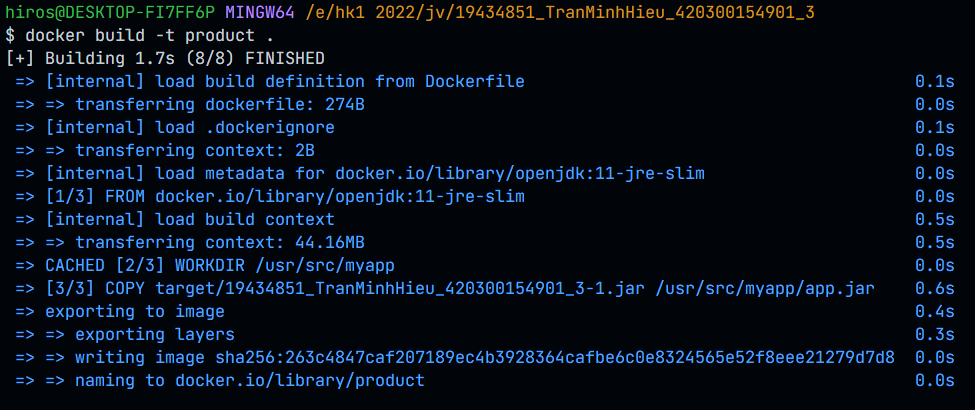 hiros@DESKTOP-FI7FF6P MINGW64 /e/hk1 2022/jv/19434851_TranMinhHieu_420300154901_3
$ docker build -t product .
[+] Building 1.7s (8/8) FINISHED
=> [internal] load build definition from Dockerfile 0.1s
=> => transferring dockerfile: 274B 0.0s
=> [internal] load .dockerignore 0.1s
=> => transferring context: 2B 0.0s
=> [internal] load metadata for docker.io/library/openjdk:11-jre-slim 0.0s
=> [1/3] FROM docker.io/library/openjdk:11-jre-slim 0.0s
=> [internal] load build context 0.5s
=> => transferring context: 44.16MB 0.5s
=> CACHED [2/3] WORKDIR /usr/src/myapp 0.0s
=> [3/3] COPY target/19434851_TranMinhHieu_420300154901_3-1.jar /usr/src/myapp/app.jar 0.6s
=> exporting to image 0.4s
=> => exporting layers 0.3s
=> => writing image sha256:263c4847caf207189ec4b3928364cafbe6c0e8324565e52f8eee21279d7d8 0.0s
=> => naming to docker.io/library/product 0.0s